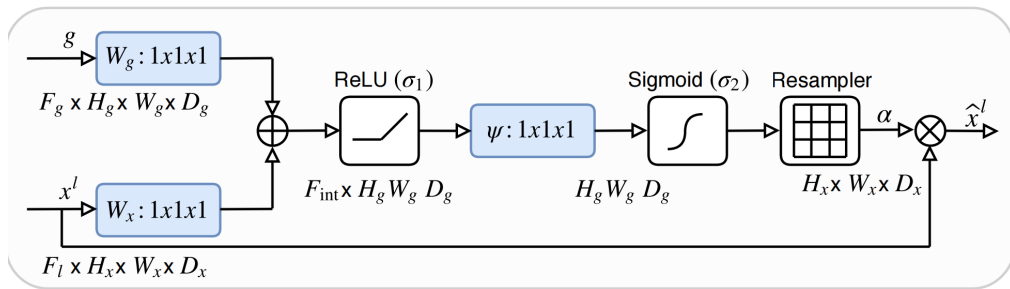 g
W_g : 1x1x1
F_g x H_g x W_g x D_g
ReLU (σ_1)
Sigmoid (σ_2)
Resampler
ψ : 1x1x1
α
x̂^l
F_int x H_g W_g D_g
H_g W_g D_g
H_x x W_x x D_x
x^l
W_x : 1x1x1
F_l x H_x x W_x x D_x